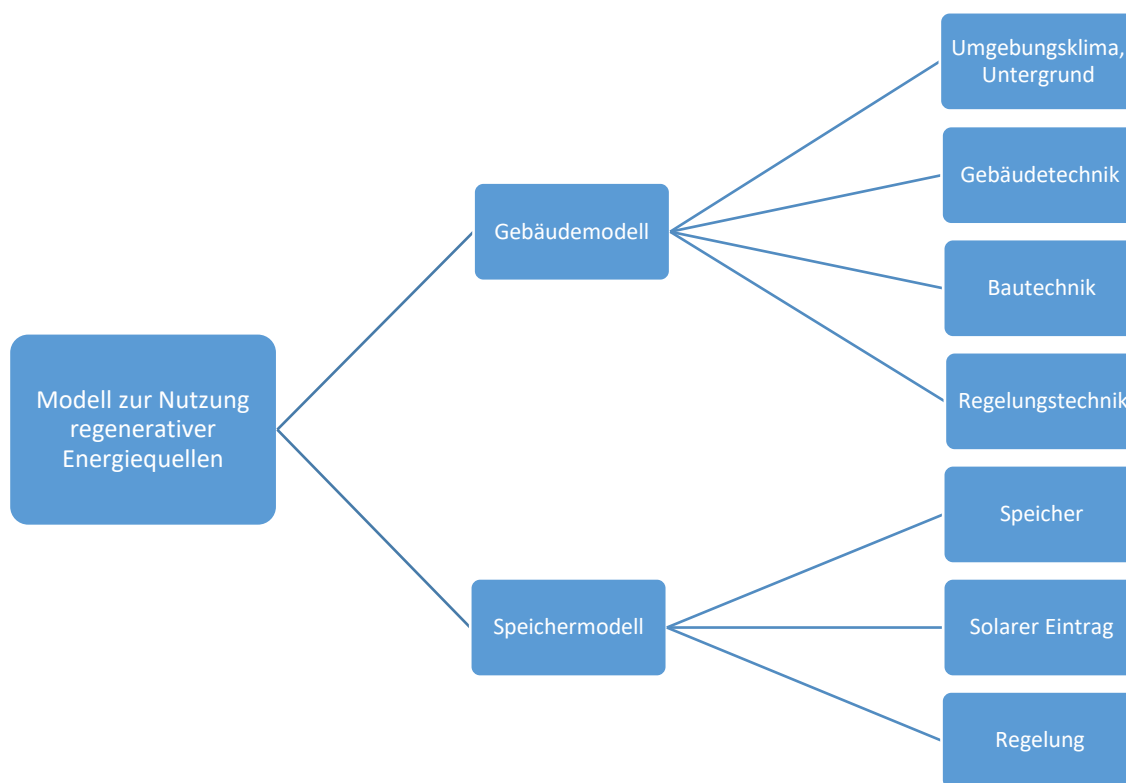 Modell zur Nutzung
regenerativer
Energiequellen
Gebäudemodell
Umgebungsklima,
Untergrund
Gebäudetechnik
Bautechnik
Regelungstechnik
Speichermodell
Speicher
Solarer Eintrag
Regelung